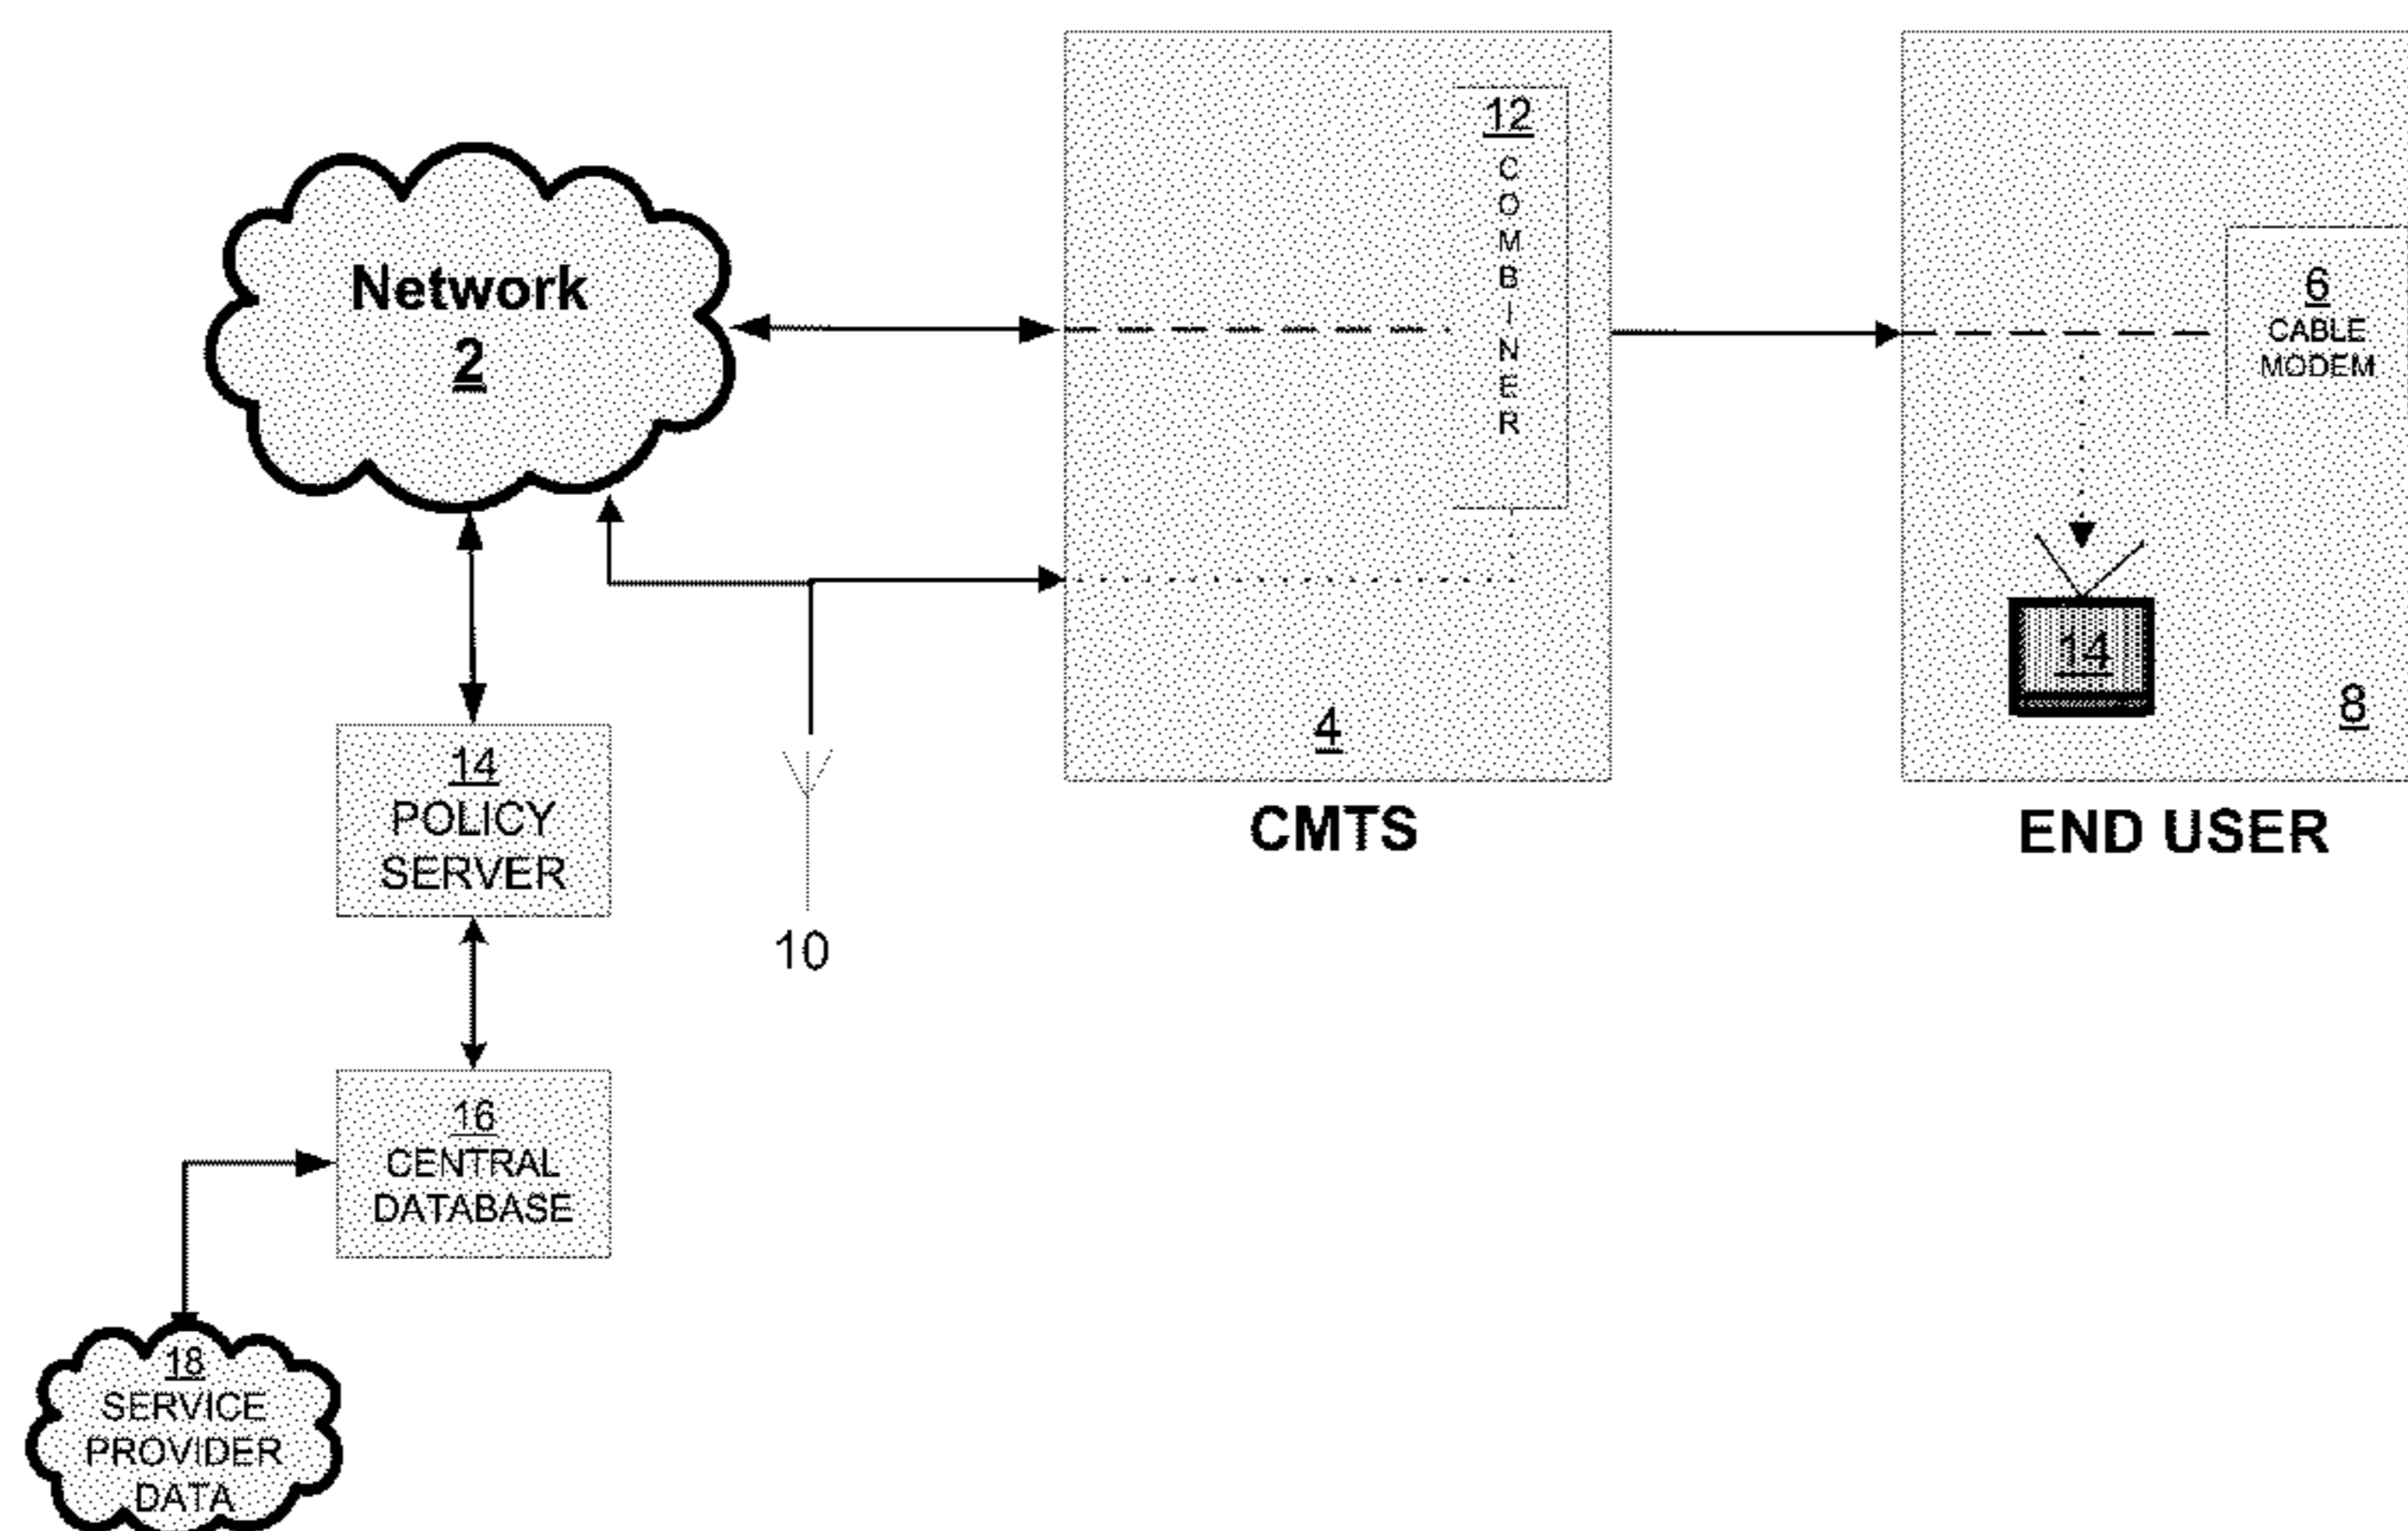 Network
2
12
C
O
M
B
I
N
E
R
4
CMTS
6
CABLE
MODEM
14
8
END USER
14
POLICY
SERVER
10
16
CENTRAL
DATABASE
18
SERVICE
PROVIDER
DATA